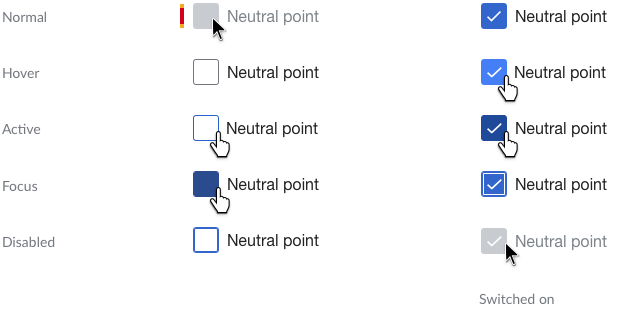 Normal Neutral point Neutral point
Hover Neutral point Neutral point
Active Neutral point Neutral point
Focus Neutral point Neutral point
Disabled Neutral point Neutral point
Switched on